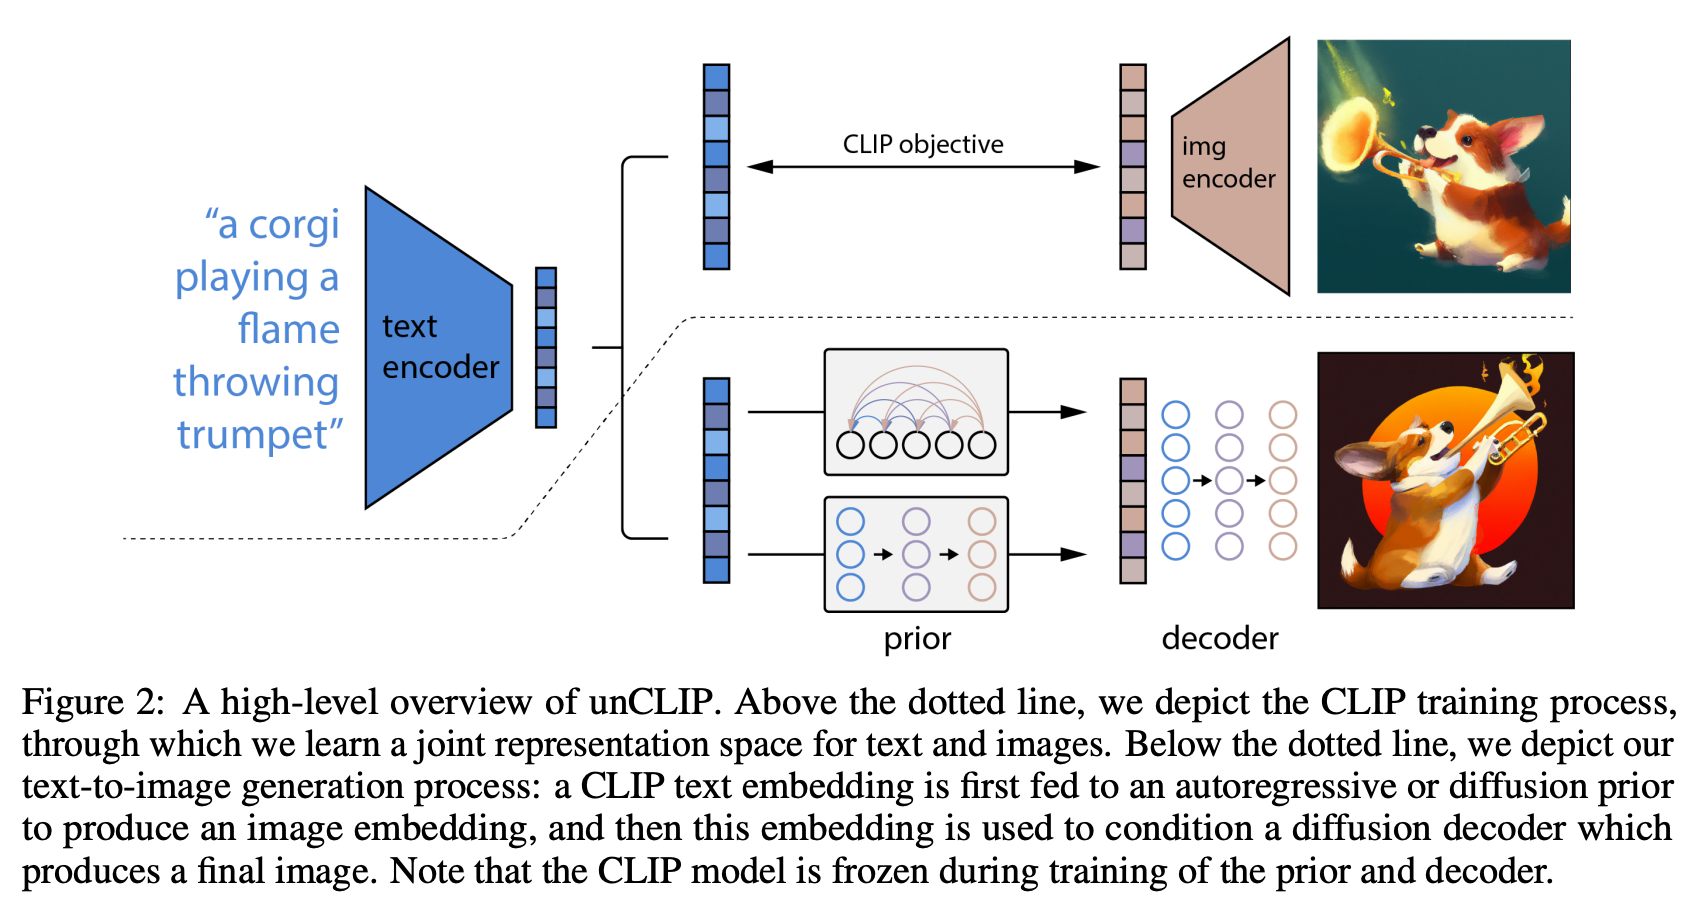 “a corgi
playing a
flame
throwing
trumpet”
text
encoder
CLIP objective
img
encoder
prior
decoder
Figure 2: A high-level overview of unCLIP. Above the dotted line, we depict the CLIP training process,
through which we learn a joint representation space for text and images. Below the dotted line, we depict our
text-to-image generation process: a CLIP text embedding is first fed to an autoregressive or diffusion prior
to produce an image embedding, and then this embedding is used to condition a diffusion decoder which
produces a final image. Note that the CLIP model is frozen during training of the prior and decoder.